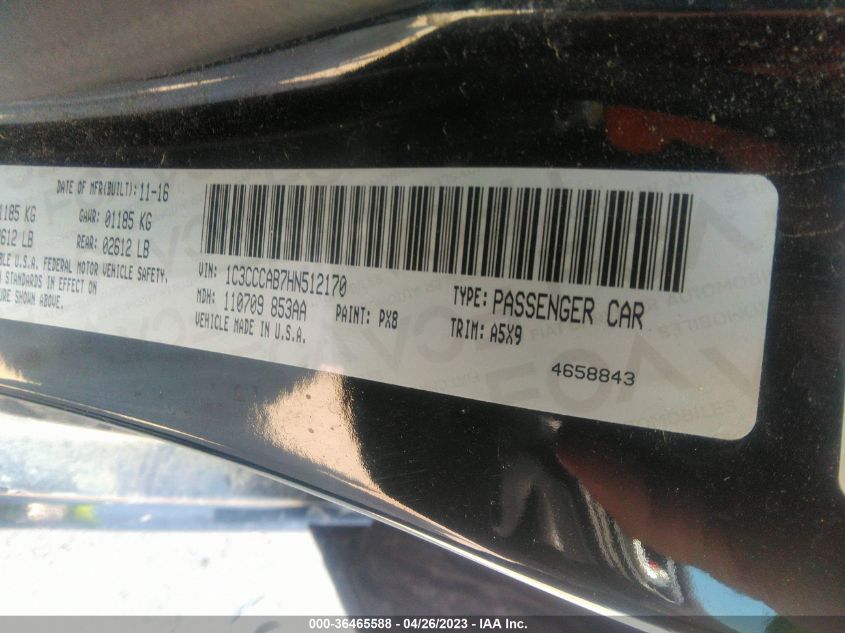 DATE OF MFR(BUILT): 11-16
1185 KG GAWR: 01185 KG
2612 LB REAR: 02612 LB
U.S.A. FEDERAL MOTOR VEHICLE SAFETY,
STANDARDS IN EFFECT ON
SHOWN ABOVE.
VIN: 1C3CCCAB7HN512170
MDH: 110709 853AA PAINT: PX8
VEHICLE MADE IN U.S.A.
TYPE: PASSENGER CAR
TRIM: A5X9
4658843
000-36465588 - 04/26/2023 - IAA Inc.